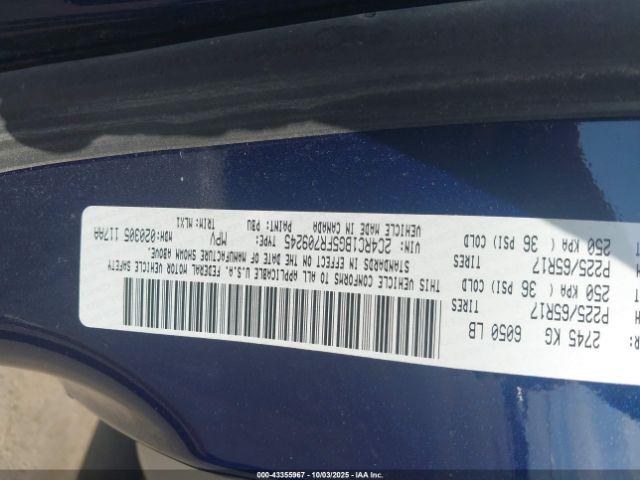 R: 2745 KG 6050 LB
H P225/65R17 TIRES
T 250 KPA ( 36 PSI) COLD
P225/65R17 TIRES
T 250 KPA ( 36 PSI) COLD
THIS VEHICLE CONFORMS TO ALL APPLICABLE U.S.A. FEDERAL MOTOR VEHICLE SAFETY
STANDARDS IN EFFECT ON THE DATE OF MANUFACTURE SHOWN ABOVE.
VIN: 2C4RC1BG5FR709245 TYPE: MPV MDH:020305 117AA
VEHICLE MADE IN CANADA PAINT: PBU TRIM: MLX1
000-43355967 | 10/03/2025 | IAA Inc.